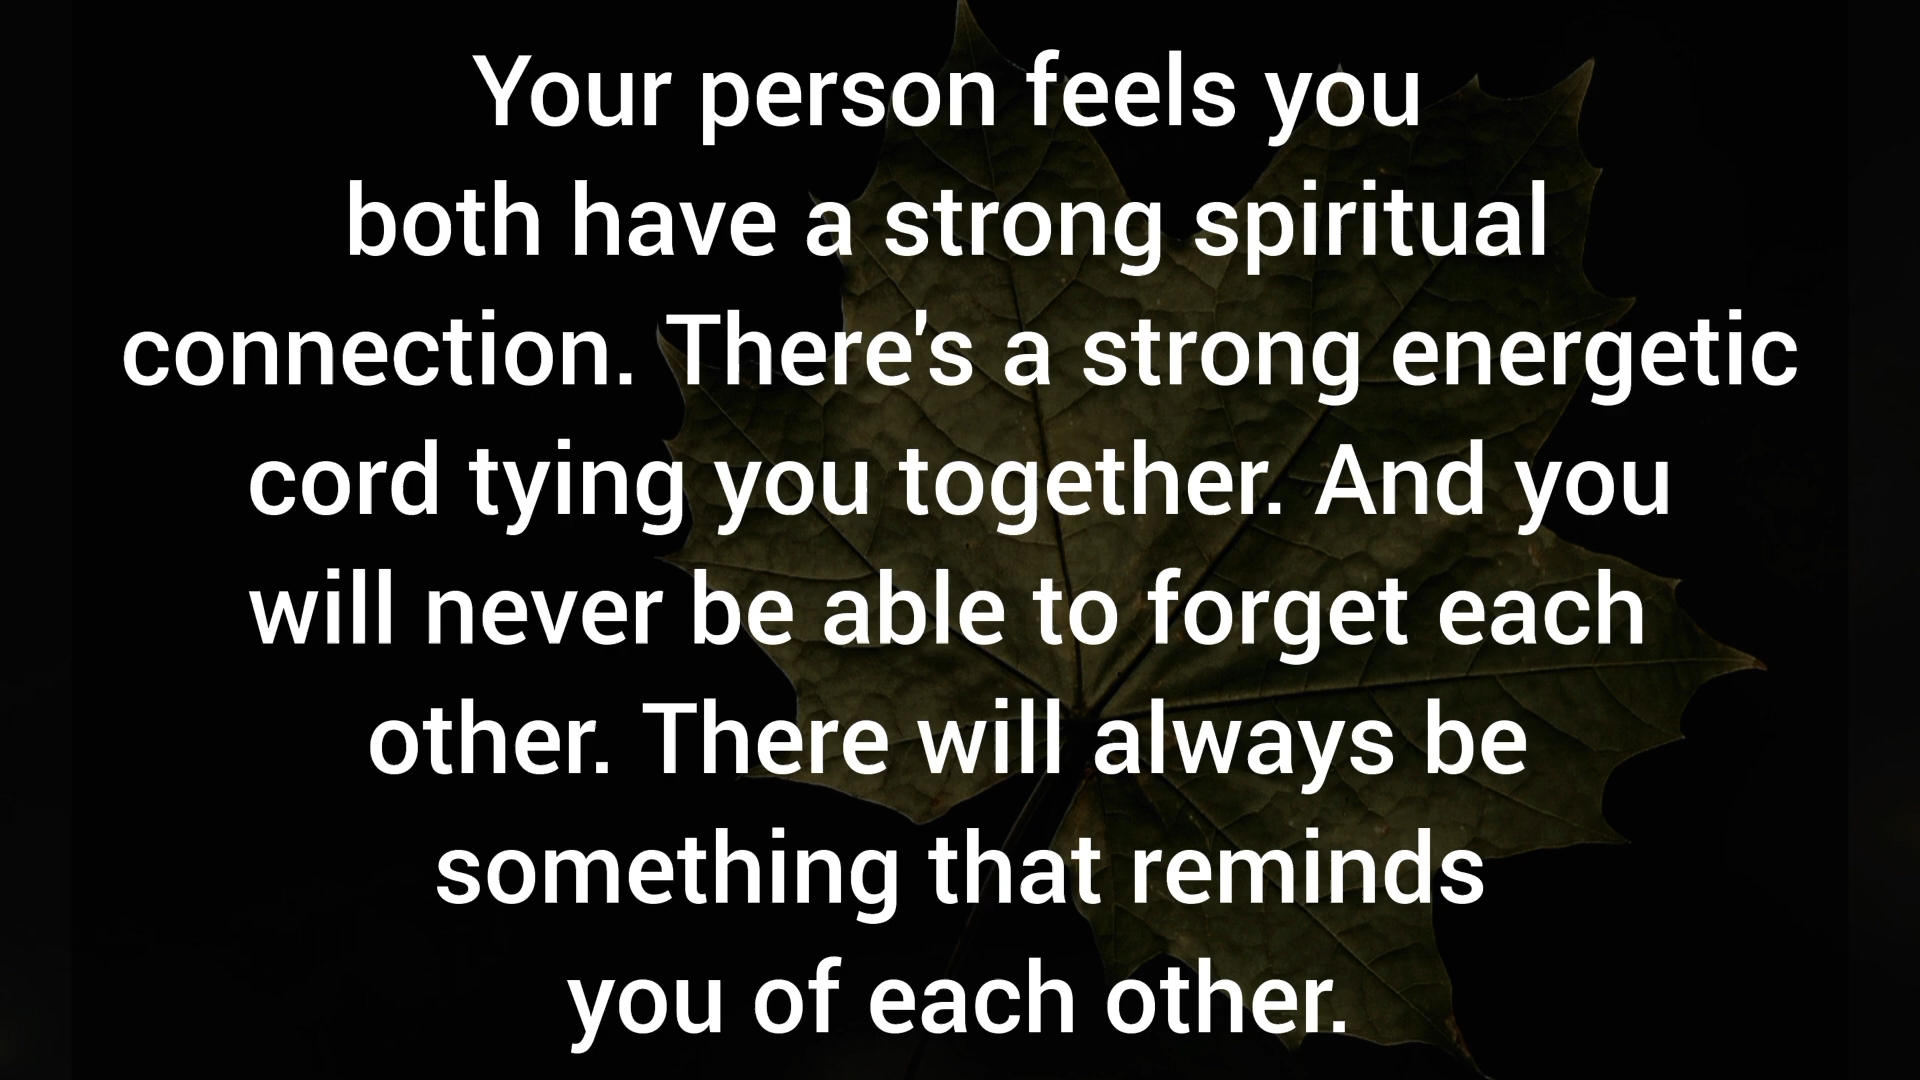 Your person feels you
both have a strong spiritual
connection. There's a strong energetic
cord tying you together. And you
will never be able to forget each
other. There will always be
something that reminds
you of each other.